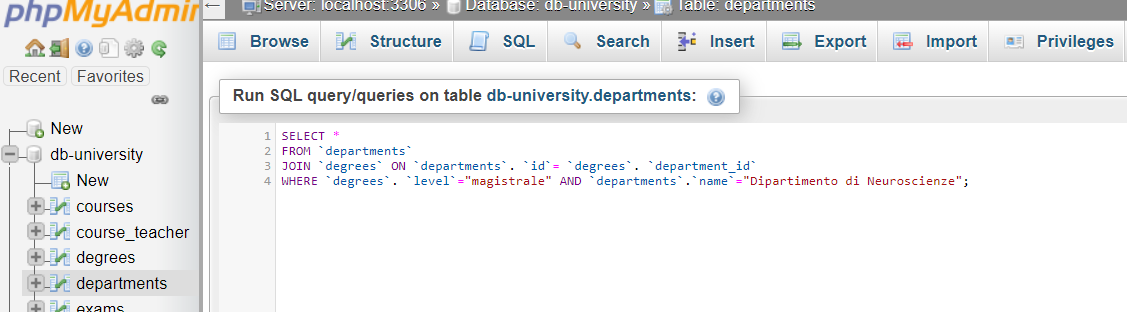 phpMyAdmin
Server: localhost:3306 » Database: db-university » Table: departments
Browse Structure SQL Search Insert Export Import Privileges
Recent Favorites
New
db-university
New
courses
course_teacher
degrees
departments
exams
Run SQL query/queries on table db-university.departments:
1 SELECT *
2 FROM `departments`
3 JOIN `degrees` ON `departments`. `id`= `degrees`. `department_id`
4 WHERE `degrees`. `level`="magistrale" AND `departments`.`name`="Dipartimento di Neuroscienze";